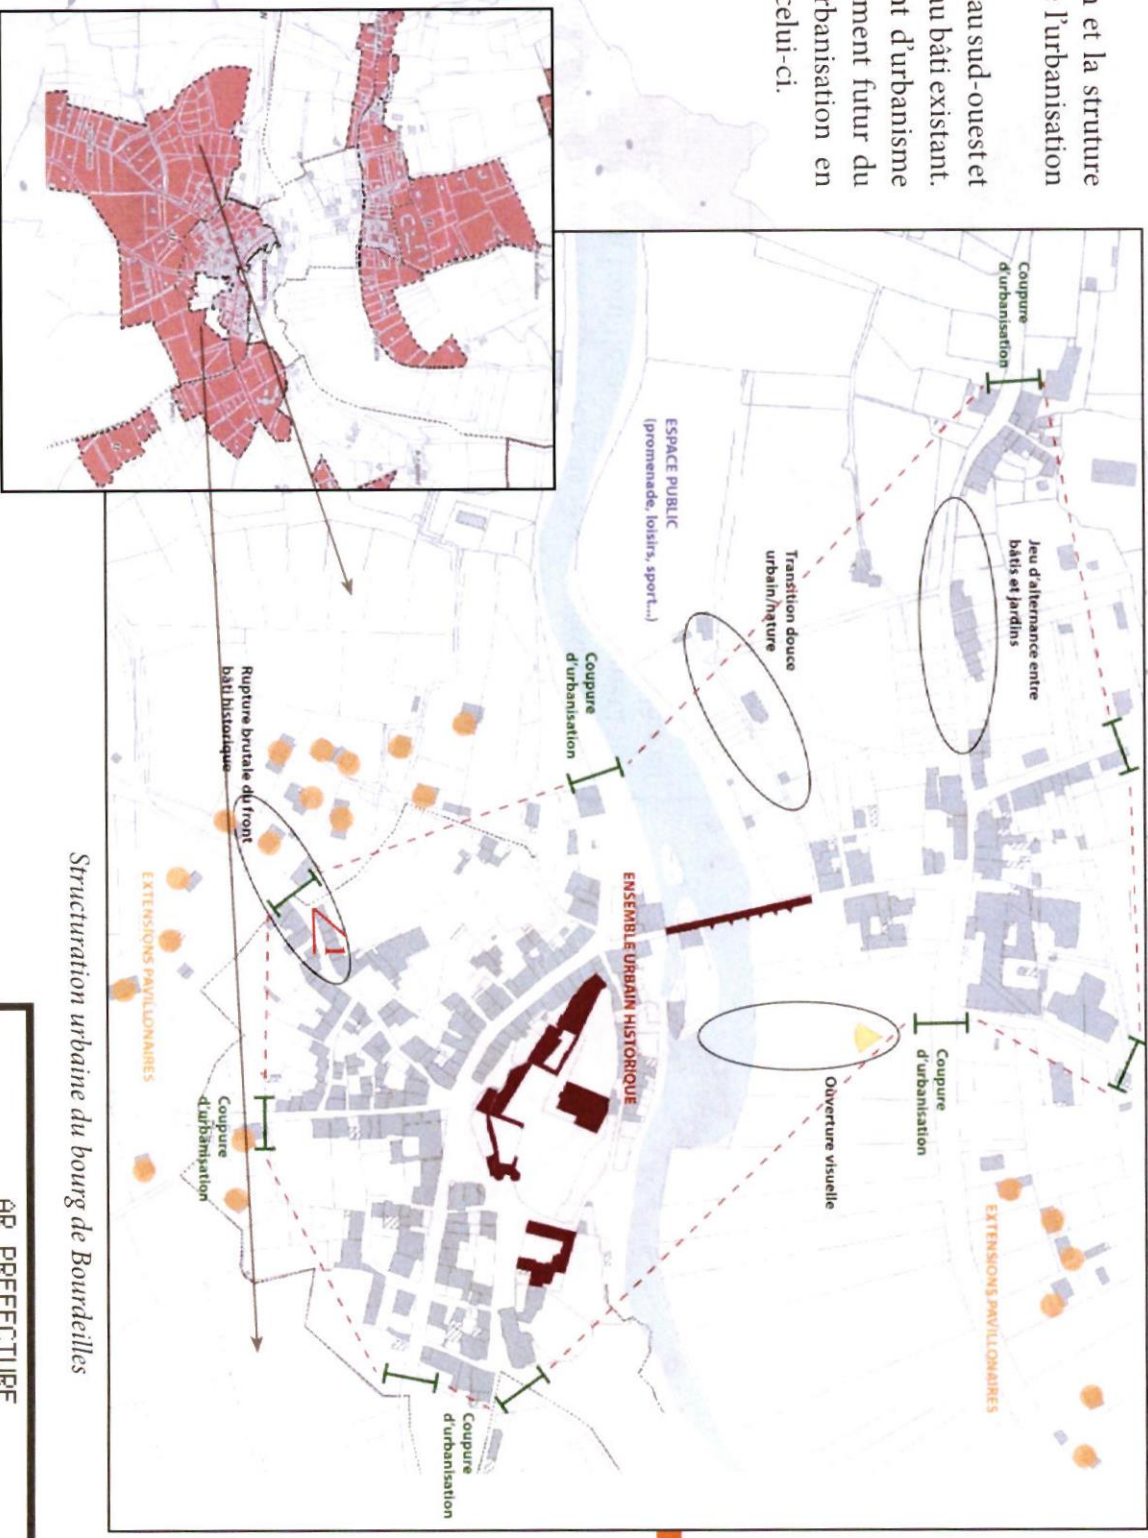 et la struture
l'urbanisation
au sud-ouest et
au bâti existant.
d'urbanisme
futur du
en
celui-ci.
Coupure
d'urbanisation
Jeu d'alternance entre
bâtis et jardins
ESPACE PUBLIC
(promenade, loisirs, sport...)
Transition douce
urbain/nature
Coupure
d'urbanisation
Rupture brutale du front
bâti historique
EXTENSIONS PAVILLONAIRES
ENSEMBLE URBAIN HISTORIQUE
Coupure
d'urbanisation
Ouverture visuelle
EXTENSIONS PAVILLONAIRES
Coupure
d'urbanisation
Coupure
d'urbanisation
Structuration urbaine du bourg de Bourdeilles
AR PREFECTURE